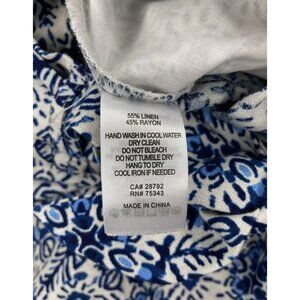 55% LINEN
45% RAYON
HAND WASH IN COOL WATER
DRY CLEAN
DO NOT BLEACH
DO NOT TUMBLE DRY
HANG TO DRY
COOL IRON IF NEEDED
CA# 28792
RN# 75343
MADE IN CHINA